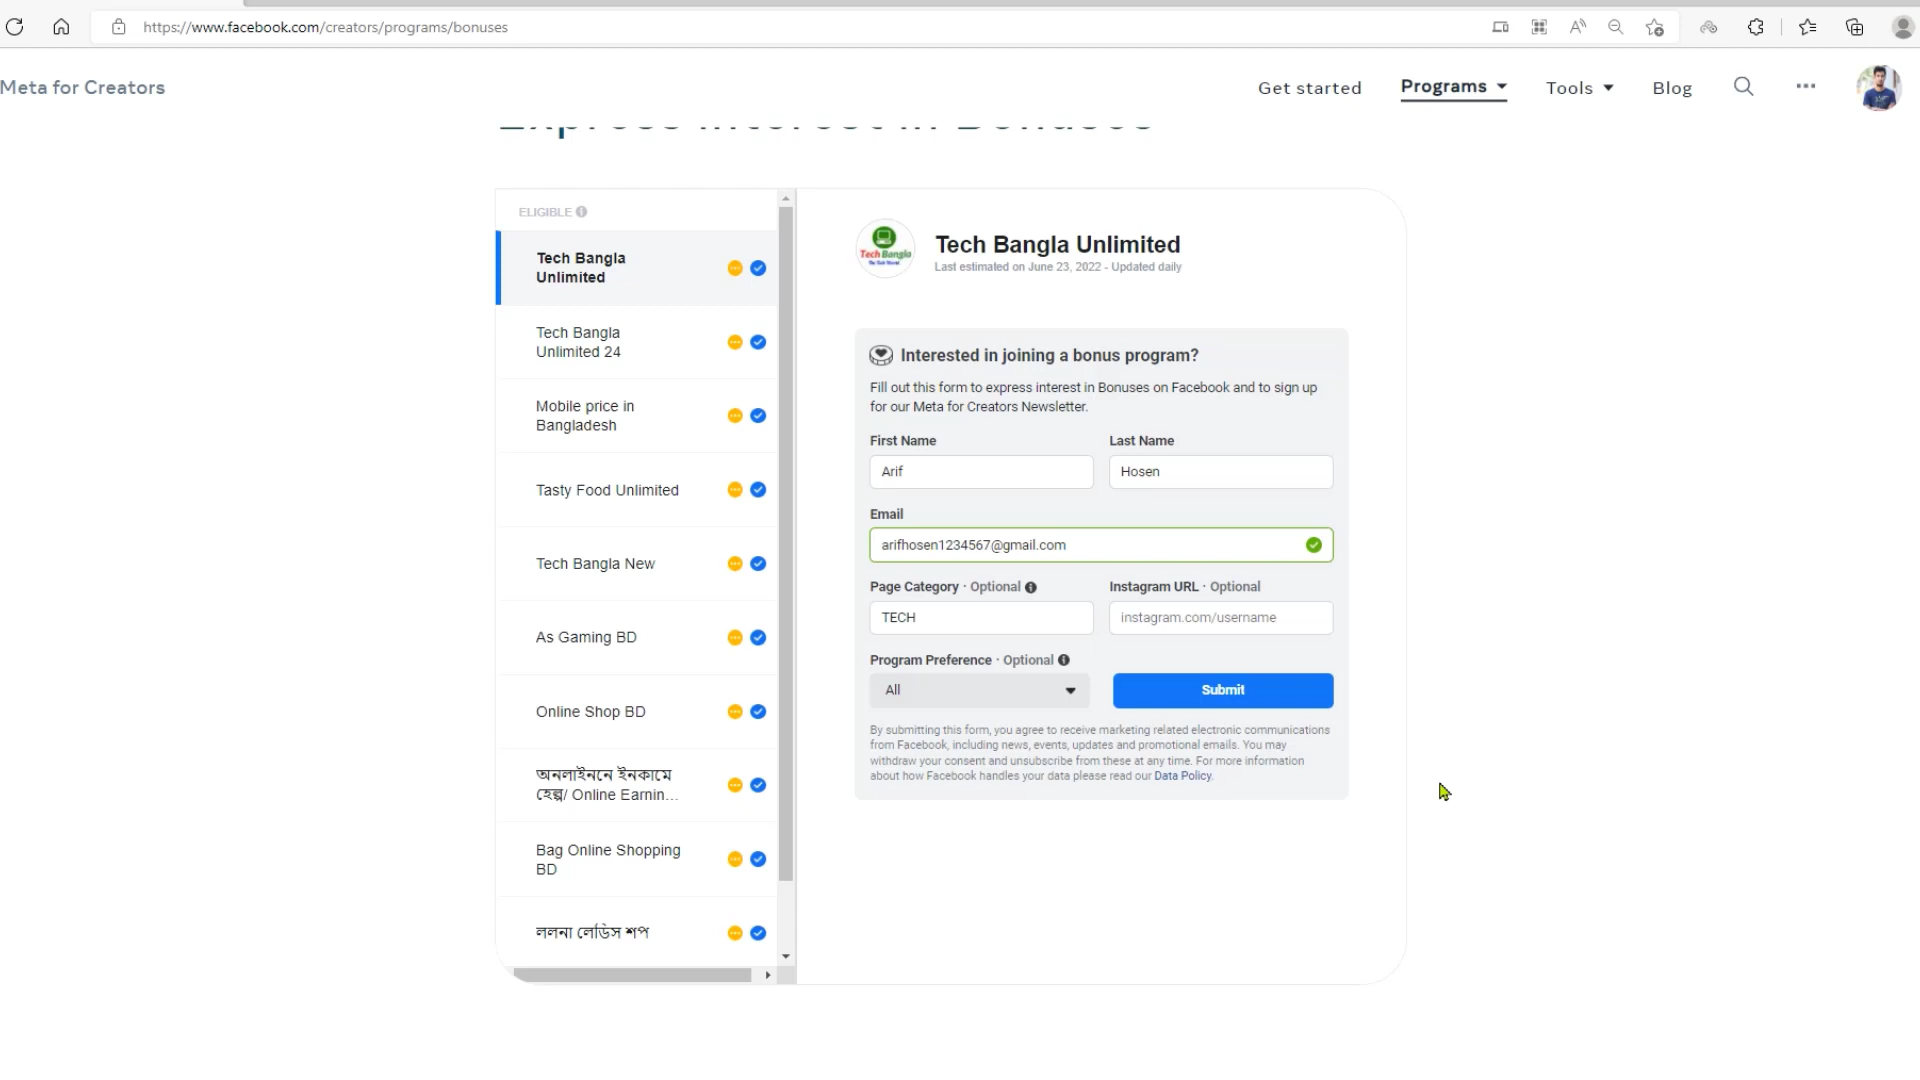 https://www.facebook.com/creators/programs/bonuses
Meta for Creators
Get started
Programs
Tools
Blog
Express Interest in Bonuses
ELIGIBLE
Tech Bangla
Unlimited
Tech Bangla
Unlimited 24
Mobile price in
Bangladesh
Tasty Food Unlimited
Tech Bangla New
As Gaming BD
Online Shop BD
অনলাইননে ইনকামে
হেল্প/ Online Earnin...
Bag Online Shopping
BD
ললনা লেডিস শপ
Tech Bangla
Tech Bangla Unlimited
Last estimated on June 23, 2022 - Updated daily
Interested in joining a bonus program?
Fill out this form to express interest in Bonuses on Facebook and to sign up
for our Meta for Creators Newsletter.
First Name
Last Name
Arif
Hosen
Email
arifhosen1234567@gmail.com
Page Category · Optional
Instagram URL · Optional
TECH
instagram.com/username
Program Preference · Optional
All
Submit
By submitting this form, you agree to receive marketing related electronic communications
from Facebook, including news, events, updates and promotional emails. You may
withdraw your consent and unsubscribe from these at any time. For more information
about how Facebook handles your data please read our Data Policy.